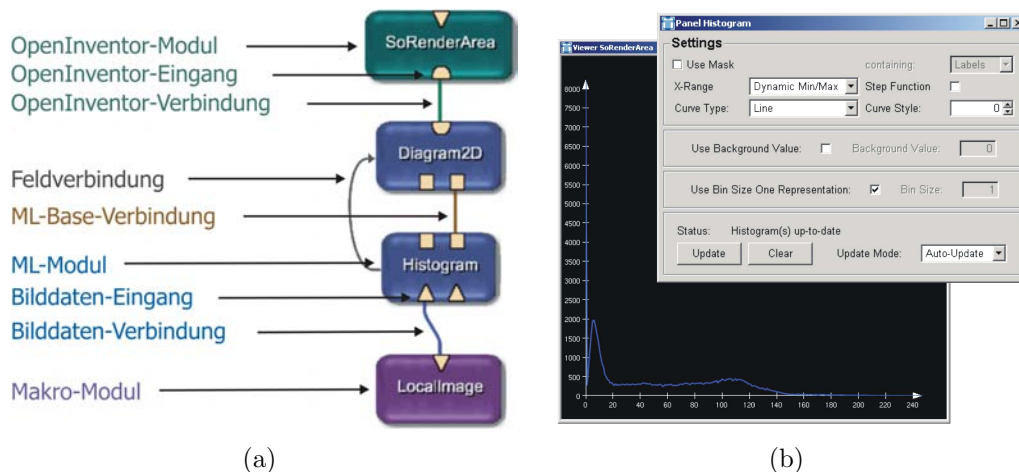 OpenInventor-Modul
OpenInventor-Eingang
OpenInventor-Verbindung
Feldverbindung
ML-Base-Verbindung
ML-Modul
Bilddaten-Eingang
Bilddaten-Verbindung
Makro-Modul
SoRenderArea
Diagram2D
Histogram
LocalImage
(a)
Viewer SoRenderArea
8000
7500
7000
6500
6000
5500
5000
4500
4000
3500
3000
2500
2000
1500
1000
500
0
0 20 40 60 80 100 120 140 160 180 200 220 240
Panel Histogram
Settings
Use Mask containing: Labels
X-Range Dynamic Min/Max Step Function
Curve Type: Line Curve Style: 0
Use Background Value: Background Value: 0
Use Bin Size One Representation: Bin Size: 1
Status: Histogram(s) up-to-date
Update Clear Update Mode: Auto-Update
(b)